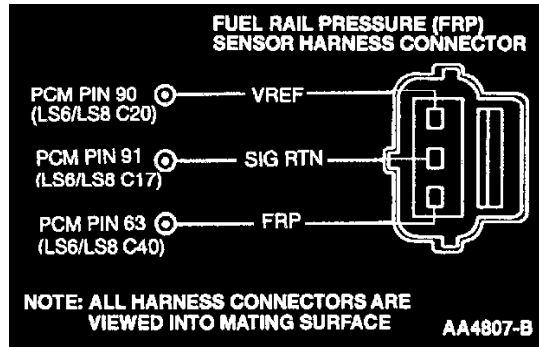 FUEL RAIL PRESSURE (FRP)
SENSOR HARNESS CONNECTOR
PCM PIN 90
(LS6/LS8 C20)
VREF
PCM PIN 91
(LS6/LS8 C17)
SIG RTN
PCM PIN 63
(LS6/LS8 C40)
FRP
NOTE: ALL HARNESS CONNECTORS ARE
VIEWED INTO MATING SURFACE
AA4807-B